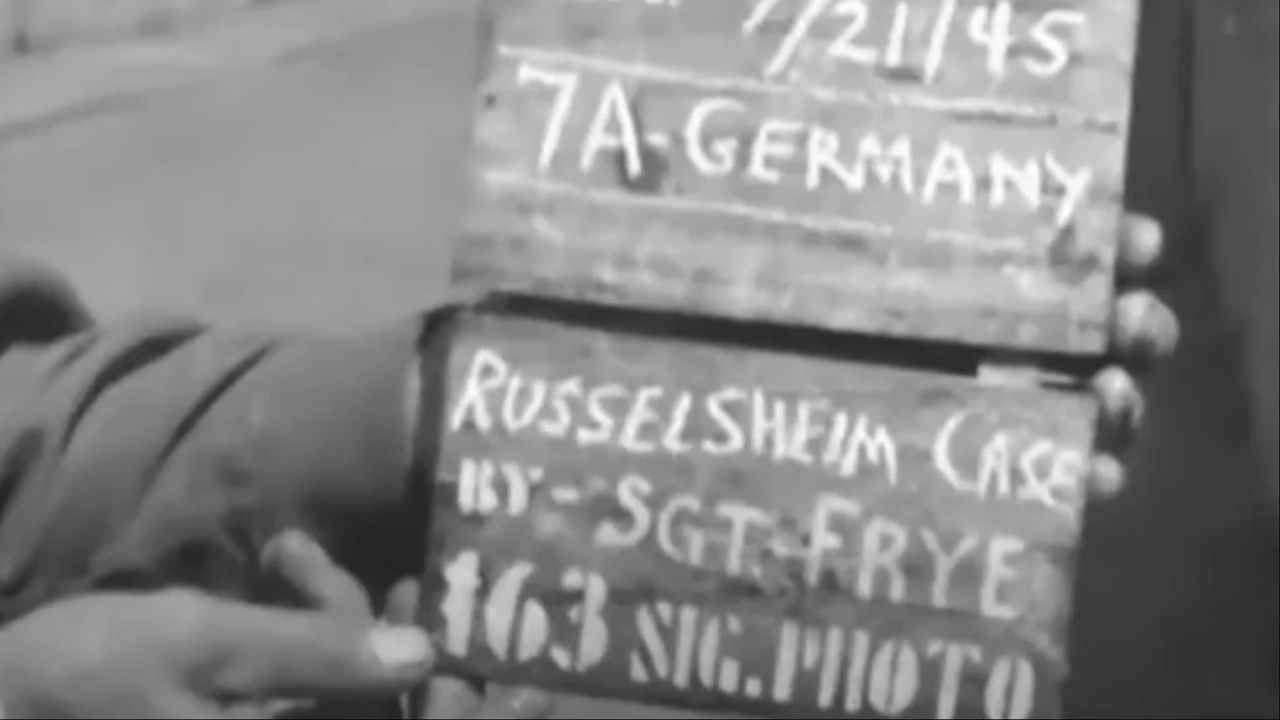 7/21/45
7A-GERMANY
RUSSELSHEIM CASE
BY-SGT. FRYE
163 SIG. PHOTO